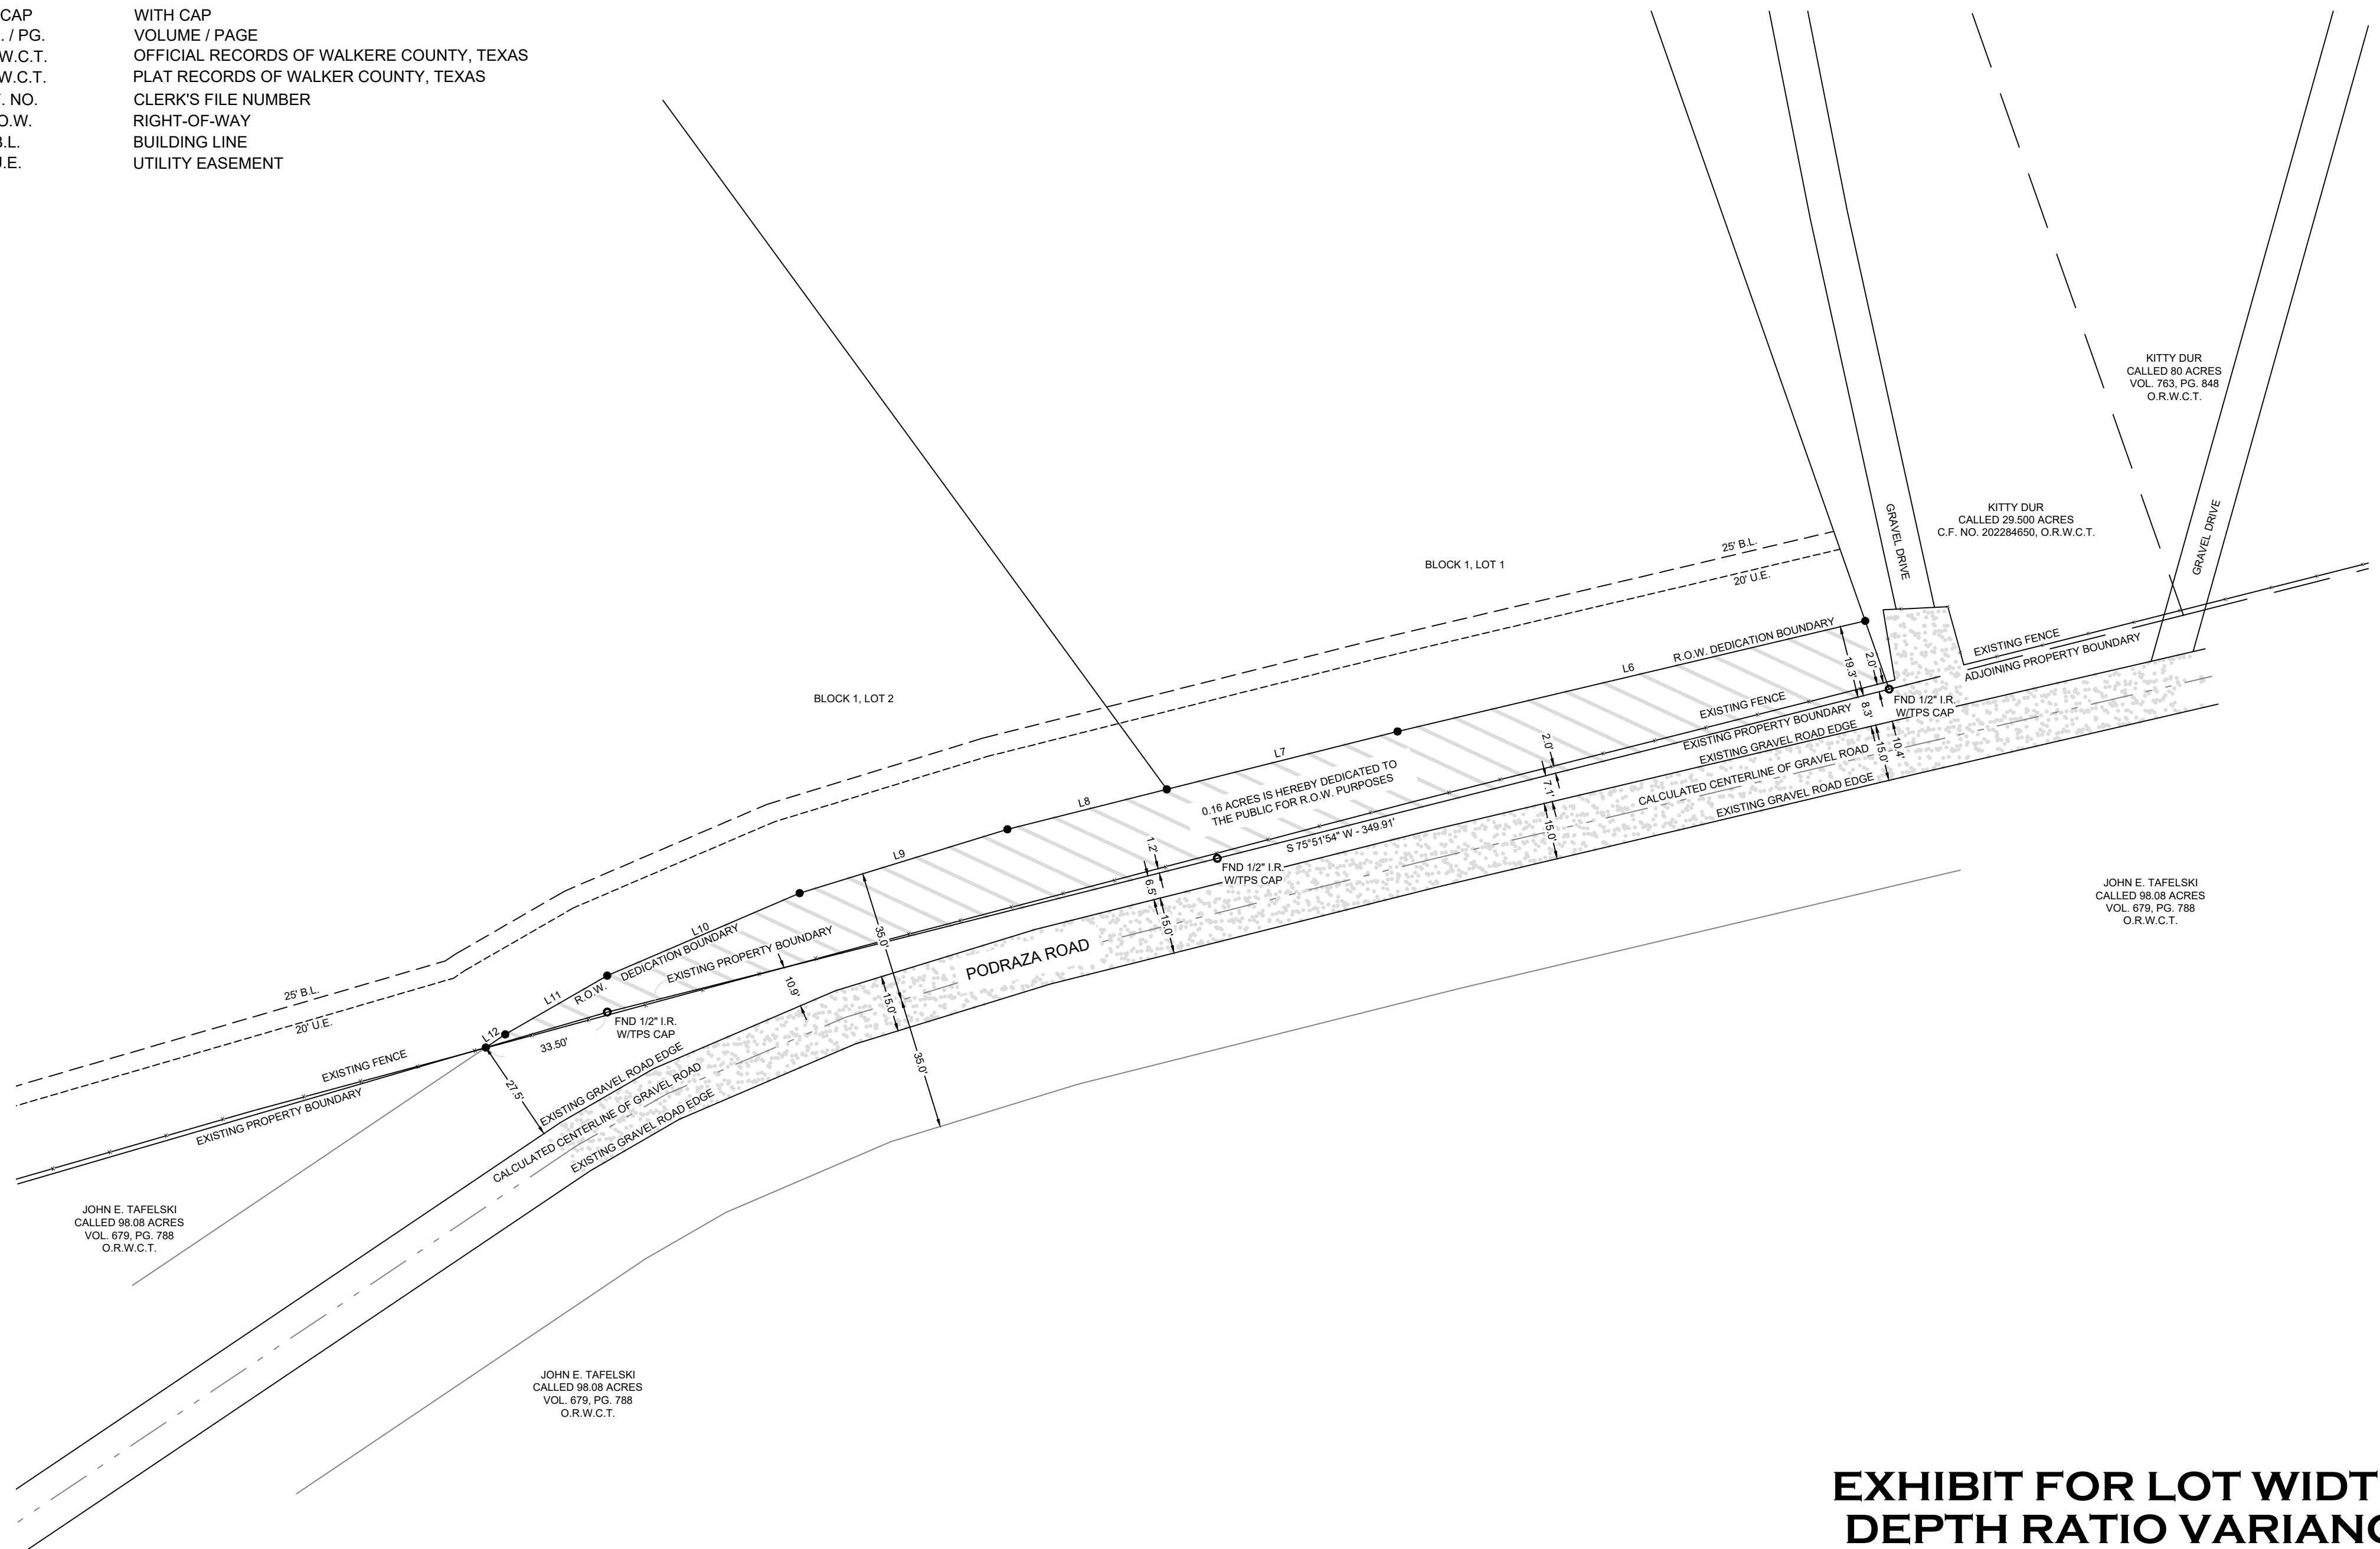 CAP WITH CAP
. / PG. VOLUME / PAGE
W.C.T. OFFICIAL RECORDS OF WALKERE COUNTY, TEXAS
W.C.T. PLAT RECORDS OF WALKER COUNTY, TEXAS
. NO. CLERK'S FILE NUMBER
O.W. RIGHT-OF-WAY
B.L. BUILDING LINE
U.E. UTILITY EASEMENT
KITTY DUR
CALLED 80 ACRES
VOL. 763, PG. 848
O.R.W.C.T.
KITTY DUR
CALLED 29.500 ACRES
C.F. NO. 202284650, O.R.W.C.T.
GRAVEL DRIVE
GRAVEL DRIVE
25' B.L.
20' U.E.
BLOCK 1, LOT 1
BLOCK 1, LOT 2
R.O.W. DEDICATION BOUNDARY
L6
L7
L8
L9
L10
L11
L12
19.3'
2.0'
8.3'
10.4'
15.0'
EXISTING FENCE
ADJOINING PROPERTY BOUNDARY
FND 1/2" I.R.
W/TPS CAP
EXISTING FENCE
EXISTING PROPERTY BOUNDARY
EXISTING GRAVEL ROAD EDGE
CALCULATED CENTERLINE OF GRAVEL ROAD
EXISTING GRAVEL ROAD EDGE
2.0'
7.1'
15.0'
0.16 ACRES IS HEREBY DEDICATED TO
THE PUBLIC FOR R.O.W. PURPOSES
S 75°51'54" W - 349.91'
1.2'
6.5'
15.0'
FND 1/2" I.R.
W/TPS CAP
PODRAZA ROAD
35.0'
15.0'
35.0'
10.9'
R.O.W. DEDICATION BOUNDARY
EXISTING PROPERTY BOUNDARY
FND 1/2" I.R.
W/TPS CAP
33.50'
27.5'
25' B.L.
20' U.E.
EXISTING FENCE
EXISTING PROPERTY BOUNDARY
EXISTING GRAVEL ROAD EDGE
CALCULATED CENTERLINE OF GRAVEL ROAD
EXISTING GRAVEL ROAD EDGE
JOHN E. TAFELSKI
CALLED 98.08 ACRES
VOL. 679, PG. 788
O.R.W.C.T.
JOHN E. TAFELSKI
CALLED 98.08 ACRES
VOL. 679, PG. 788
O.R.W.C.T.
JOHN E. TAFELSKI
CALLED 98.08 ACRES
VOL. 679, PG. 788
O.R.W.C.T.
EXHIBIT FOR LOT WIDT
DEPTH RATIO VARIANC